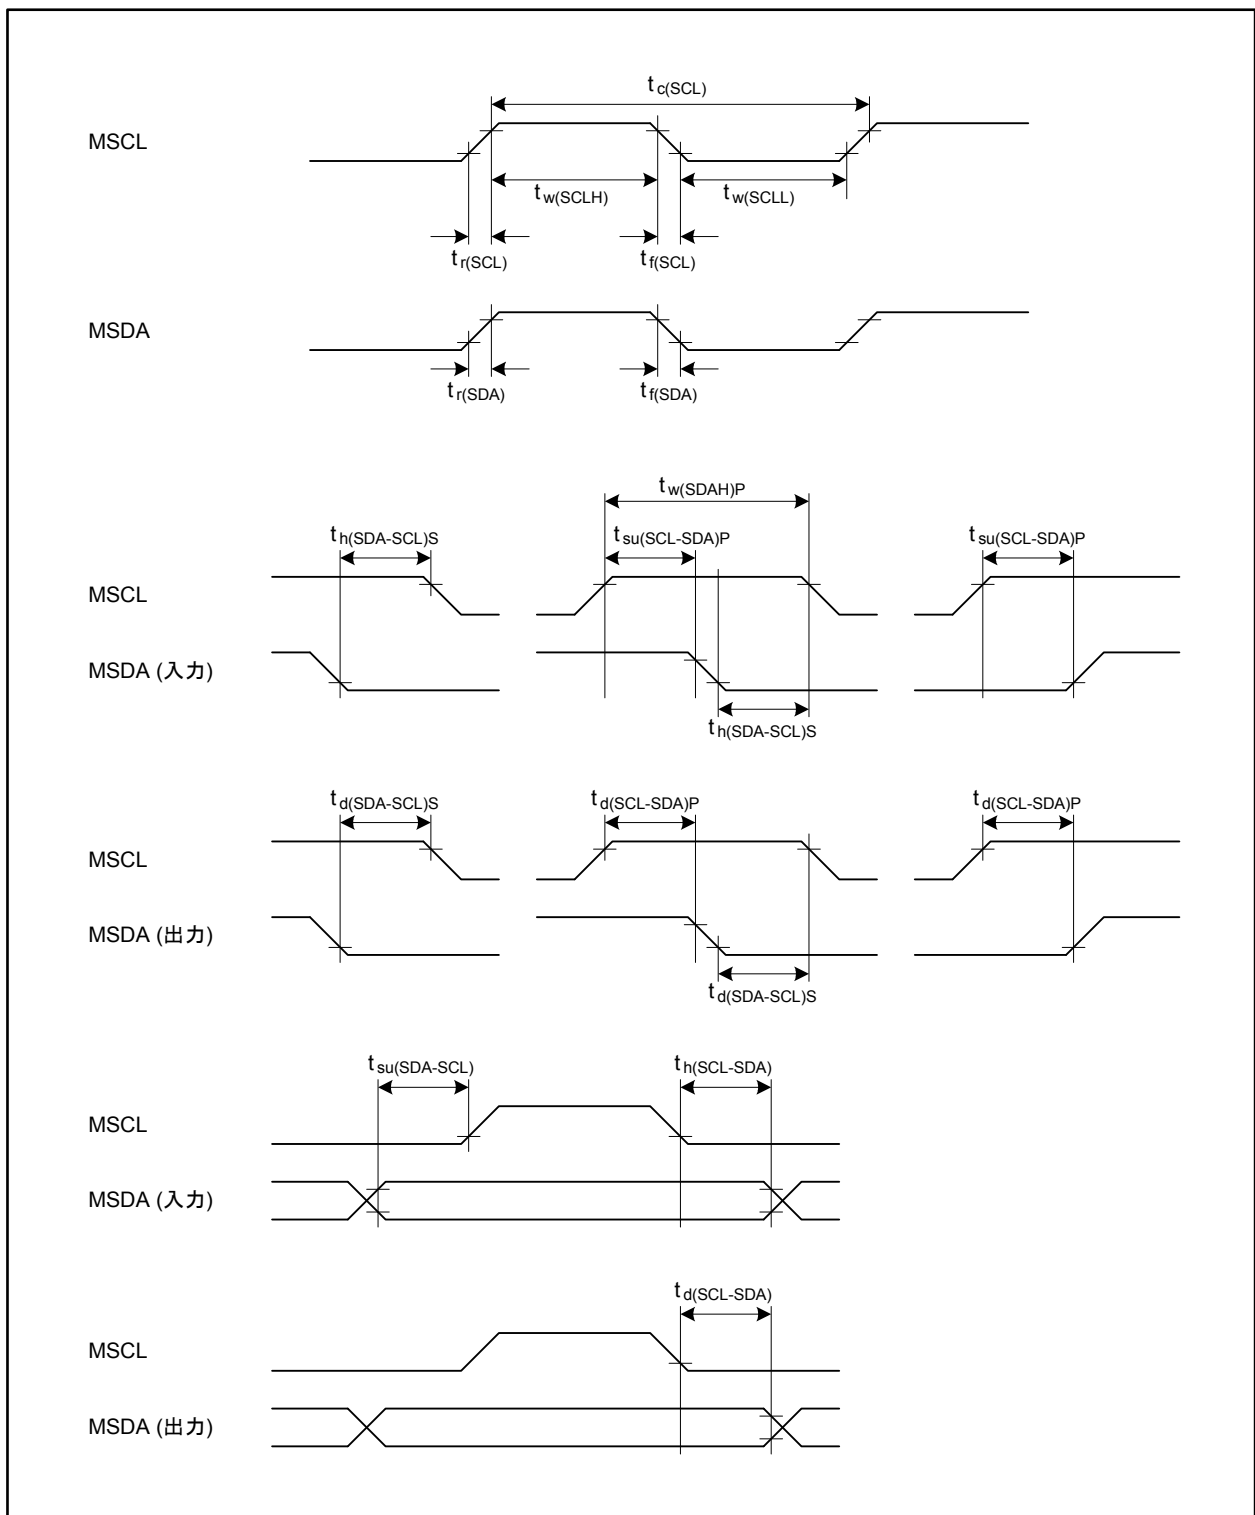 tc(SCL)
MSCL
tw(SCLH)
tw(SCLL)
tr(SCL)
tf(SCL)
MSDA
tr(SDA)
tf(SDA)
tw(SDAH)P
th(SDA-SCL)S
tsu(SCL-SDA)P
tsu(SCL-SDA)P
MSCL
MSDA (入力)
th(SDA-SCL)S
td(SDA-SCL)S
td(SCL-SDA)P
td(SCL-SDA)P
MSCL
MSDA (出力)
td(SDA-SCL)S
tsu(SDA-SCL)
th(SCL-SDA)
MSCL
MSDA (入力)
td(SCL-SDA)
MSCL
MSDA (出力)